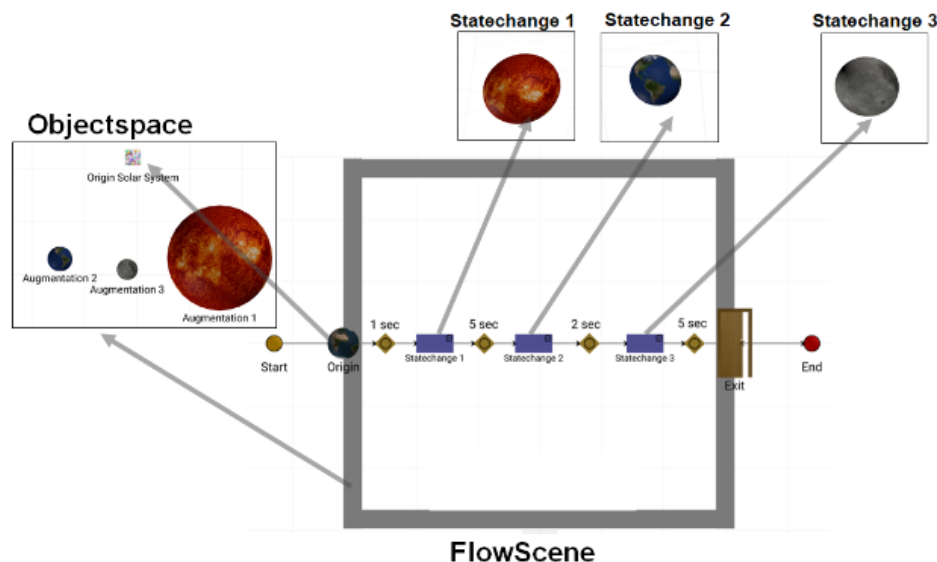 Statechange 1
Statechange 2
Statechange 3
Objectspace
Origin Solar System
Augmentation 2
Augmentation 3
Augmentation 1
1 sec
5 sec
2 sec
5 sec
Statechange 1
Statechange 2
Statechange 3
Start
Origin
Exit
End
FlowScene